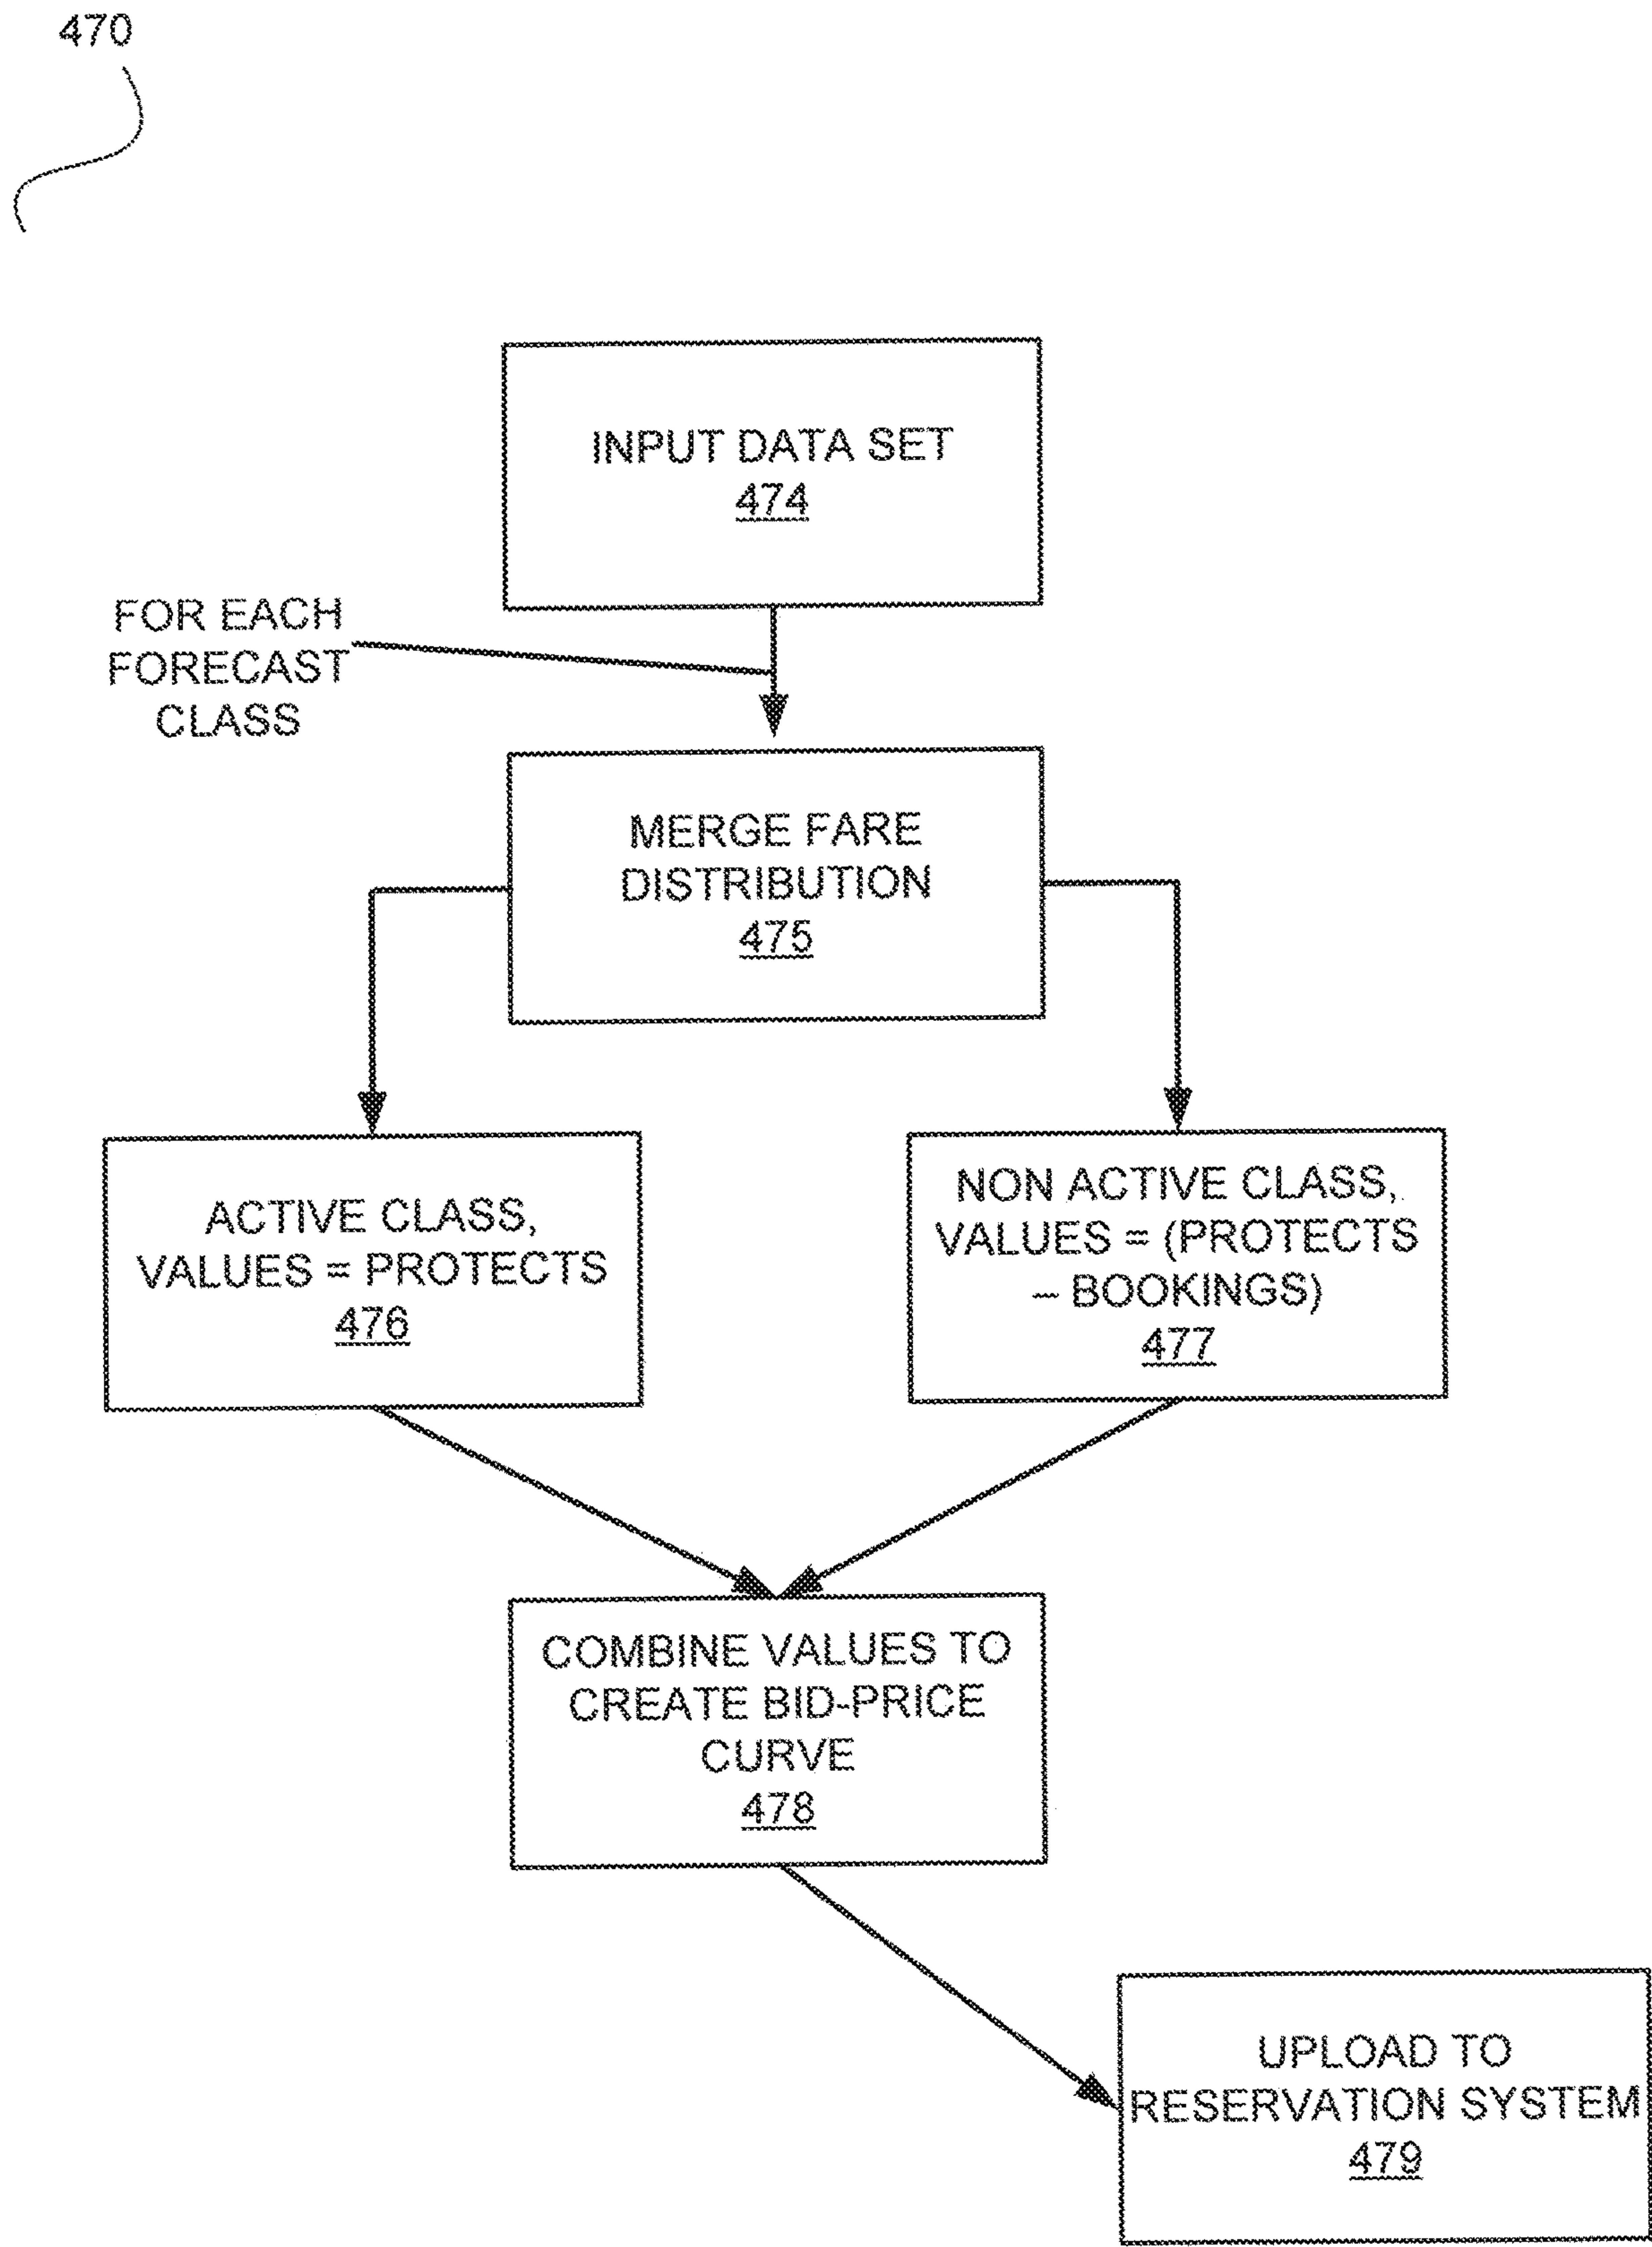 470
INPUT DATA SET
474
FOR EACH
FORECAST
CLASS
MERGE FARE
DISTRIBUTION
475
ACTIVE CLASS,
VALUES = PROTECTS
476
NON ACTIVE CLASS,
VALUES = (PROTECTS
– BOOKINGS)
477
COMBINE VALUES TO
CREATE BID-PRICE
CURVE
478
UPLOAD TO
RESERVATION SYSTEM
479